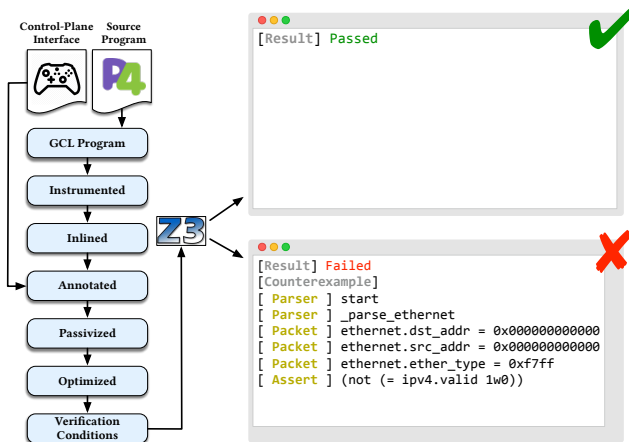 Control-Plane
Interface
Source
Program
P4
GCL Program
Instrumented
Inlined
Annotated
Passivized
Optimized
Verification
Conditions
Z3
[Result] Passed
[Result] Failed
[Counterexample]
[ Parser ] start
[ Parser ] _parse_ethernet
[ Packet ] ethernet.dst_addr = 0x000000000000
[ Packet ] ethernet.src_addr = 0x000000000000
[ Packet ] ethernet.ether_type = 0xf7ff
[ Assert ] (not (= ipv4.valid 1w0))